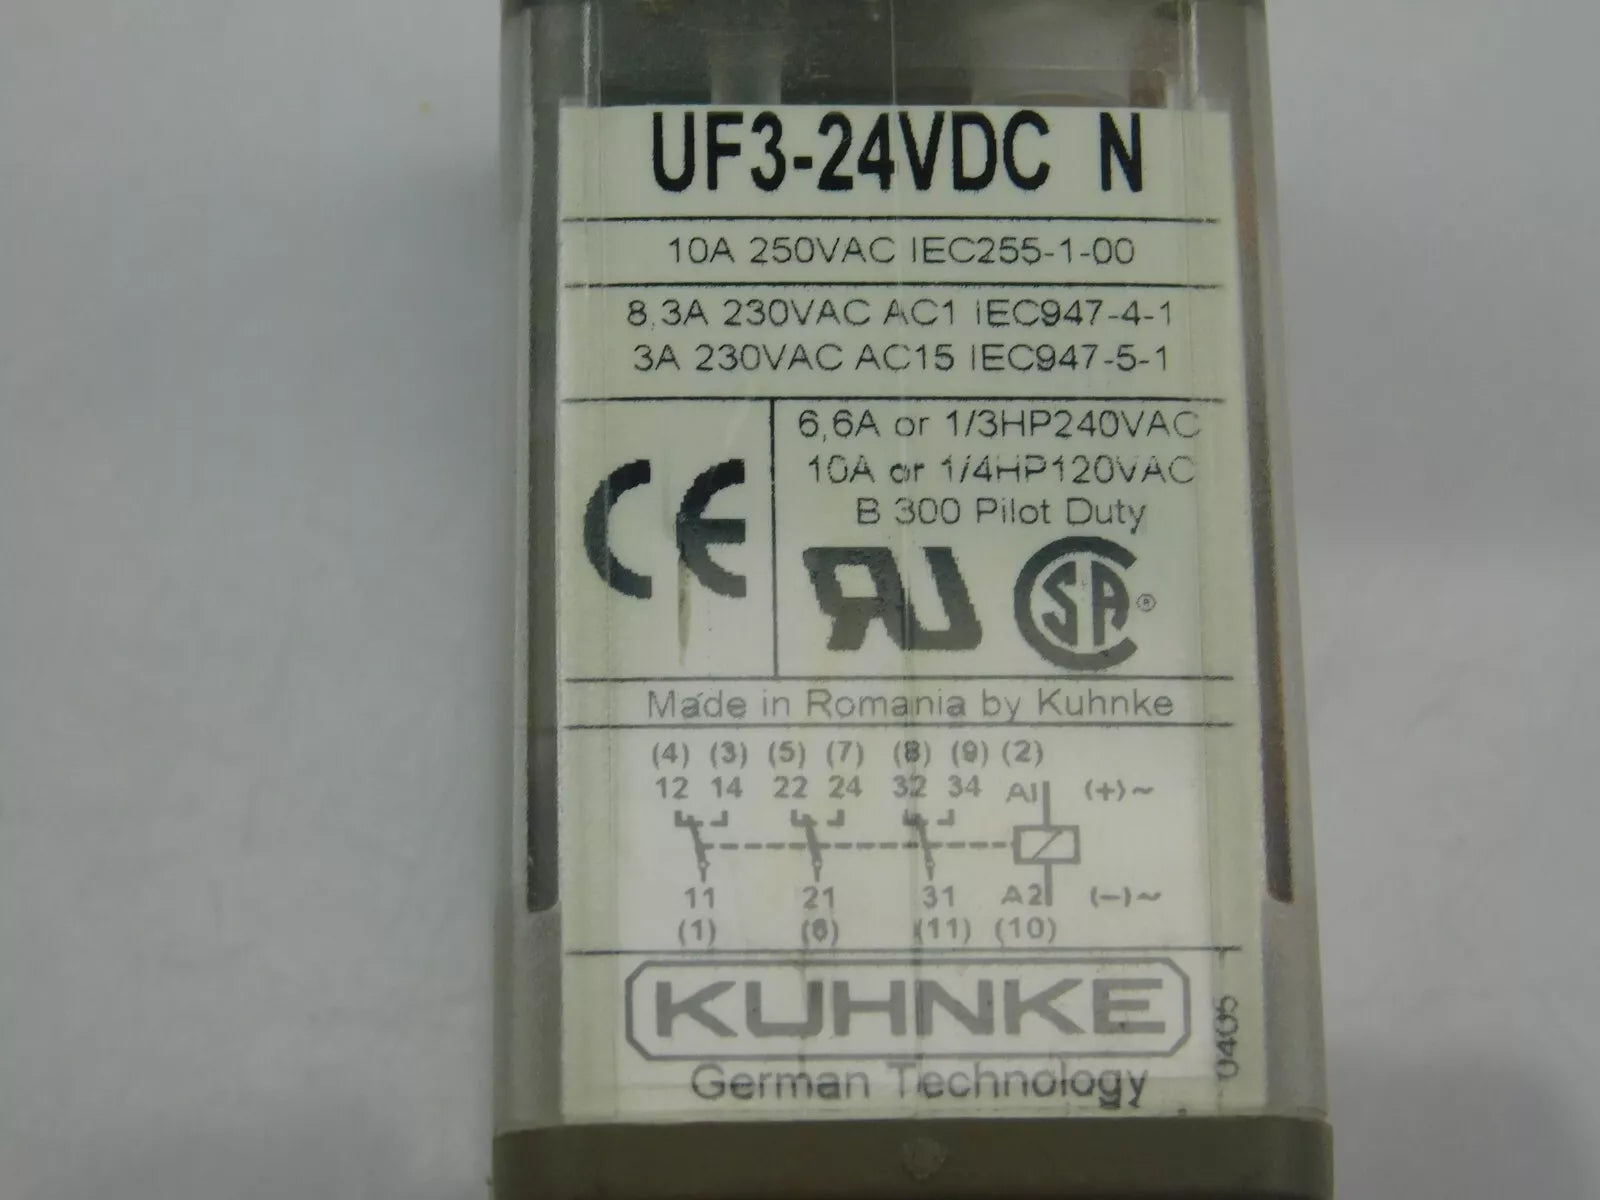 UF3-24VDC N
10A 250VAC IEC255-1-00
8,3A 230VAC AC1 IEC947-4-1
3A 230VAC AC15 IEC947-5-1
CE
6,6A or 1/3HP240VAC
10A or 1/4HP120VAC
B 300 Pilot Duty
RU SA ®
Made in Romania by Kuhnke
(4) (3) (5) (7) (8) (9) (2)
12 14 22 24 32 34 A1 (+)~
11 21 31 A2 (−)~
(1) (6) (11) (10)
KUHNKE
German Technology
0405